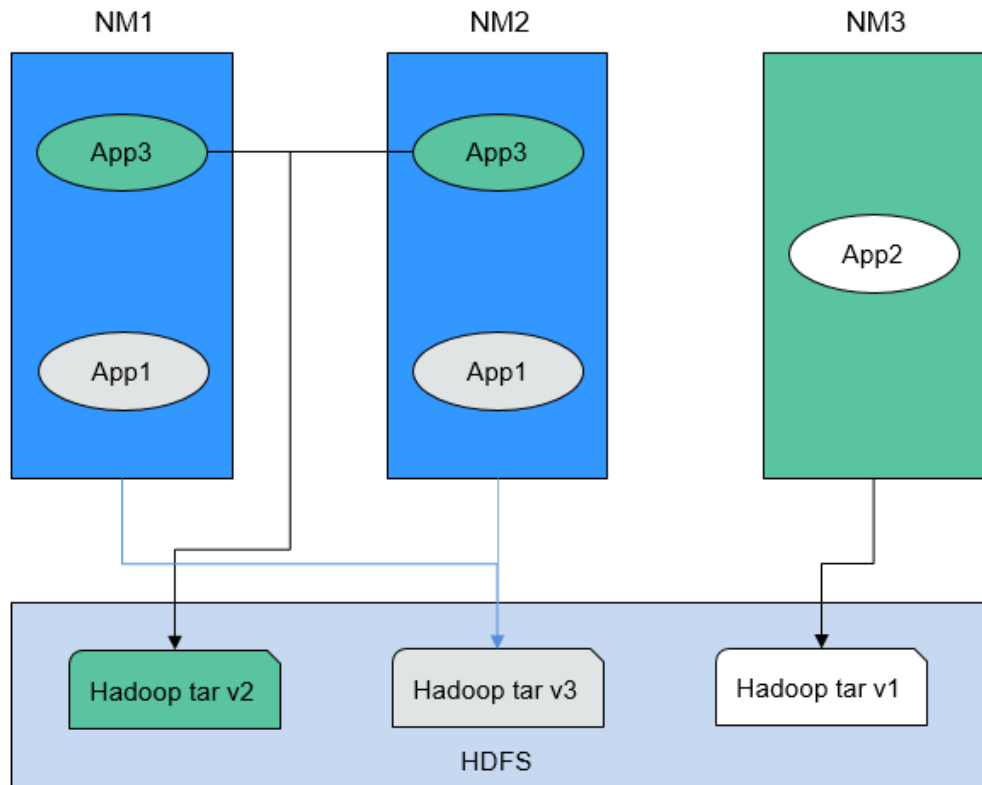 NM1
NM2
NM3
App3
App3
App2
App1
App1
Hadoop tar v2
Hadoop tar v3
Hadoop tar v1
HDFS